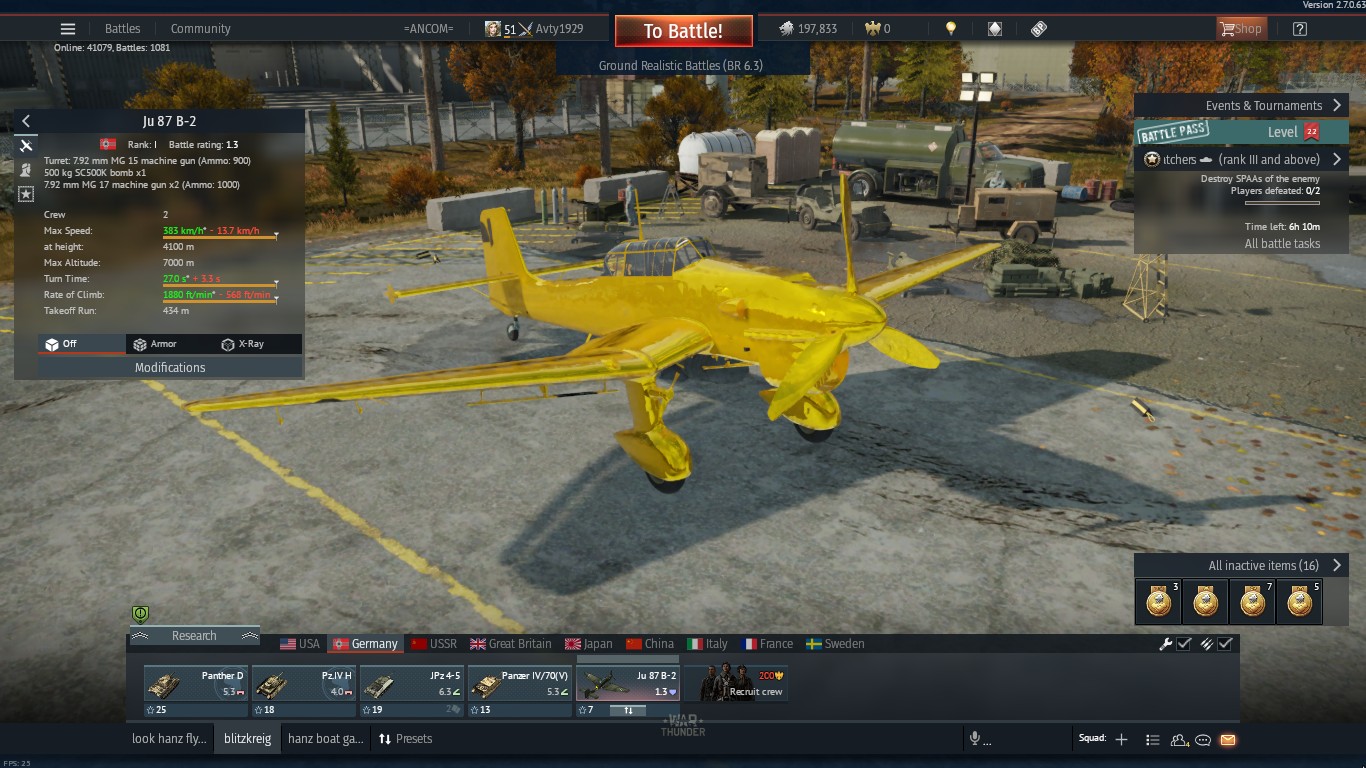 Version 2.7.0.63
Battles
Community
=ANCOM=
51
Avty1929
To Battle!
197,833
0
Shop
Online: 41079, Battles: 1081
Ground Realistic Battles (BR 6.3)
Ju 87 B-2
Rank: I
Battle rating: 1.3
Turret: 7.92 mm MG 15 machine gun (Ammo: 900)
500 kg SC500K bomb x1
7.92 mm MG 17 machine gun x2 (Ammo: 1000)
Crew 2
Max Speed: 383 km/h* - 13.7 km/h
at height: 4100 m
Max Altitude: 7000 m
Turn Time: 27.0 s* + 3.3 s
Rate of Climb: 1880 ft/min* - 568 ft/min
Takeoff Run: 434 m
Off
Armor
X-Ray
Modifications
Events & Tournaments
BATTLE PASS
Level 22
(rank III and above)
Destroy SPAAs of the enemy
Players defeated: 0/2
Time left: 6h 10m
All battle tasks
All inactive items (16)
3
7
5
Research
USA
Germany
USSR
Great Britain
Japan
China
Italy
France
Sweden
Panther D
5.3
25
Pz.IV H
4.0
18
JPz 4-5
6.3
19
2
Panzer IV/70(V)
5.3
13
Ju 87 B-2
1.3
7
200
Recruit crew
WAR
THUNDER
look hanz fly...
blitzkreig
hanz boat ga...
Presets
...
Squad:
4
FPS: 25